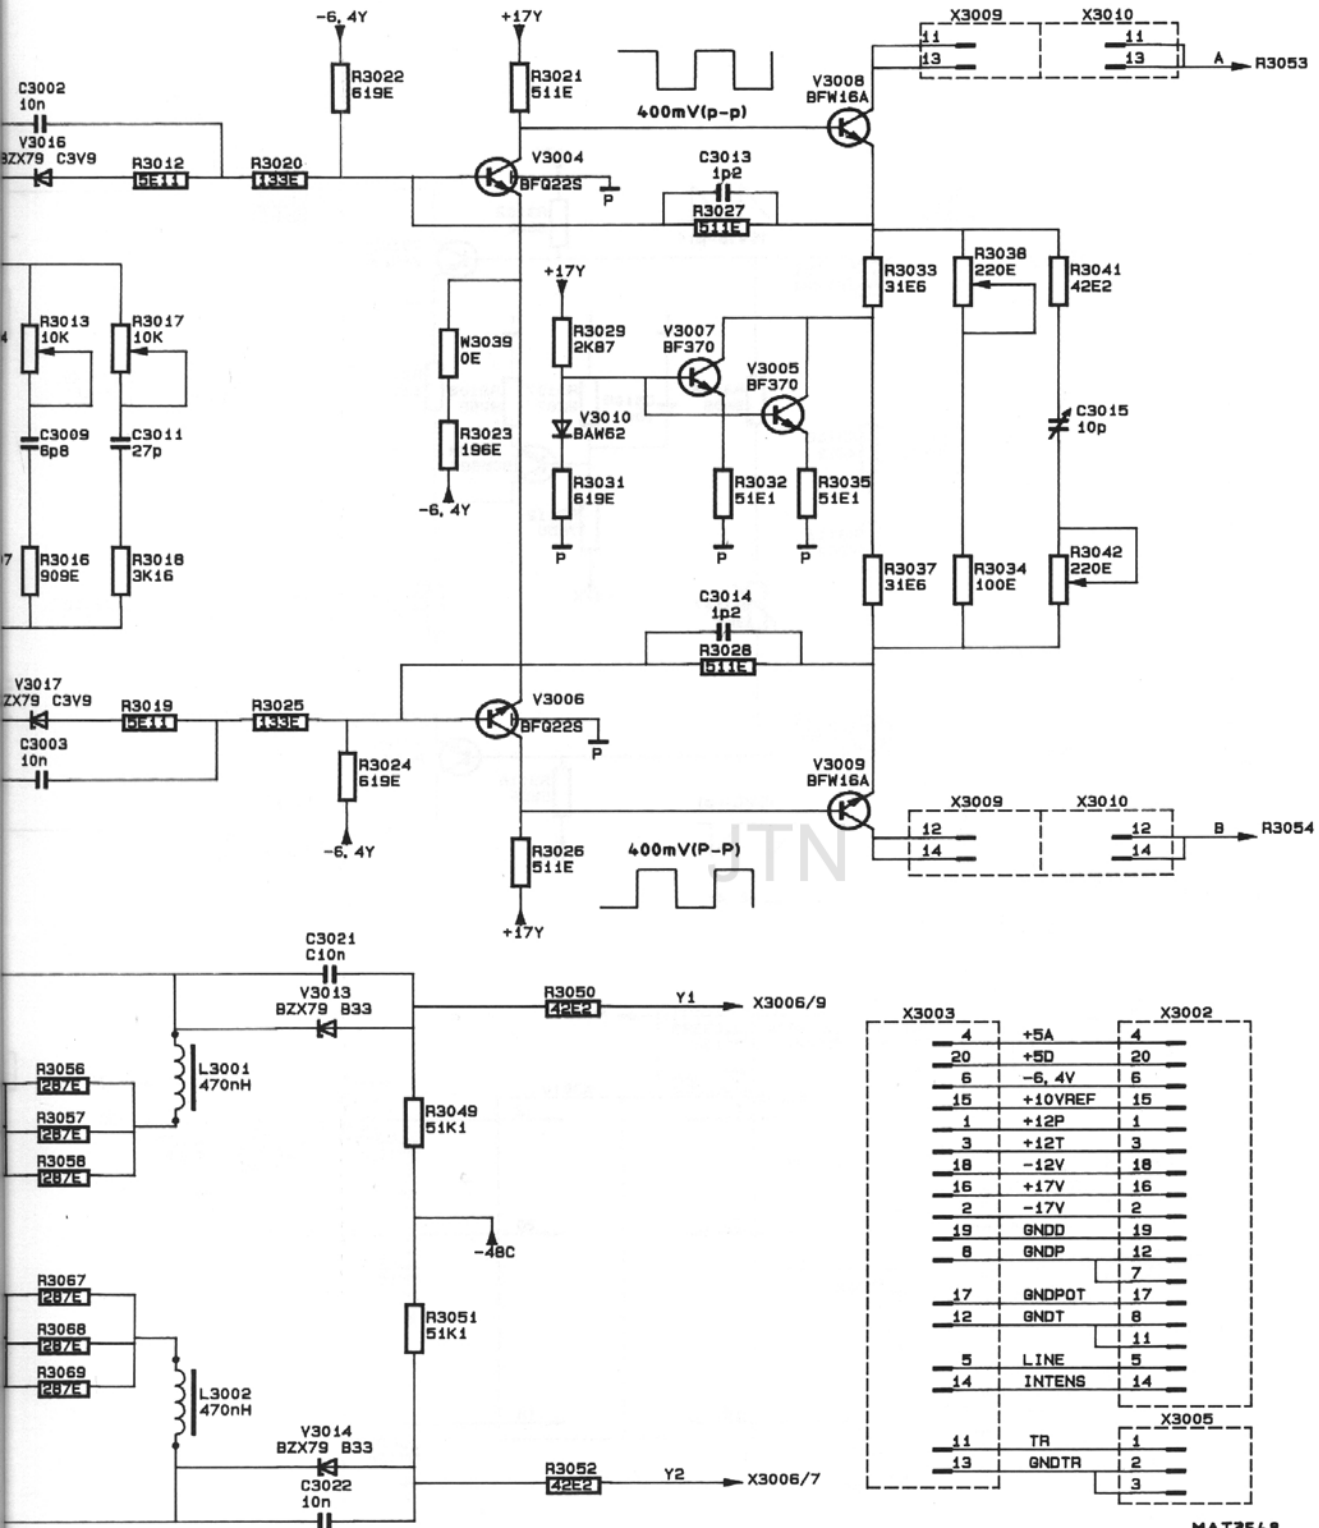 -6, 4Y
+17Y
X3009
X3010
11
11
13
13
A
R3053
R3022
619E
R3021
511E
400mV(p-p)
V3008
BFW16A
C3002
10n
V3016
BZX79 C3V9
R3012
5E11
R3020
133E
V3004
BFQ22S
P
C3013
1p2
R3027
511E
+17Y
R3033
31E6
R3038
220E
R3041
42E2
R3013
10K
R3017
10K
W3039
0E
R3029
2K87
V3007
BF370
V3005
BF370
C3009
6p8
C3011
27p
R3023
196E
V3010
BAW62
C3015
10p
-6, 4Y
R3031
619E
R3032
51E1
R3035
51E1
P
P
P
R3016
909E
R3018
3K16
R3037
31E6
R3034
100E
R3042
220E
C3014
1p2
R3028
511E
V3017
ZX79 C3V9
R3019
5E11
R3025
133E
V3006
BFQ22S
P
C3003
10n
R3024
619E
-6, 4Y
V3009
BFW16A
X3009
X3010
12
12
14
14
B
R3054
R3026
511E
400mV(P-P)
JTN
+17Y
C3021
C10n
V3013
BZX79 B33
R3050
42E2
Y1
X3006/9
L3001
470nH
R3056
287E
R3057
287E
R3058
287E
R3049
51K1
-48C
R3067
287E
R3068
287E
R3069
287E
R3051
51K1
L3002
470nH
V3014
BZX79 B33
C3022
10n
R3052
42E2
Y2
X3006/7
X3003
X3002
4 +5A 4
20 +5D 20
6 -6, 4V 6
15 +10VREF 15
1 +12P 1
3 +12T 3
18 -12V 18
16 +17V 16
2 -17V 2
19 GNDD 19
8 GNDP 12
7
17 GNDPOT 17
12 GNDT 8
11
5 LINE 5
14 INTENS 14
X3005
11 TR 1
13 GNDTR 2
3